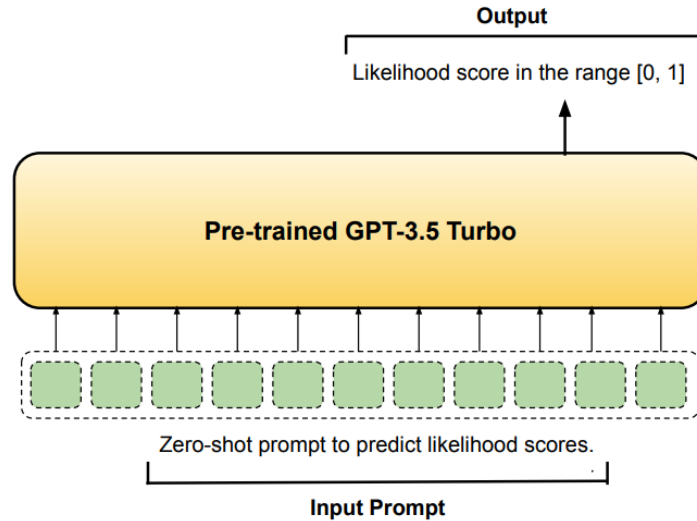 Output
Likelihood score in the range [0, 1]
Pre-trained GPT-3.5 Turbo
Zero-shot prompt to predict likelihood scores.
Input Prompt